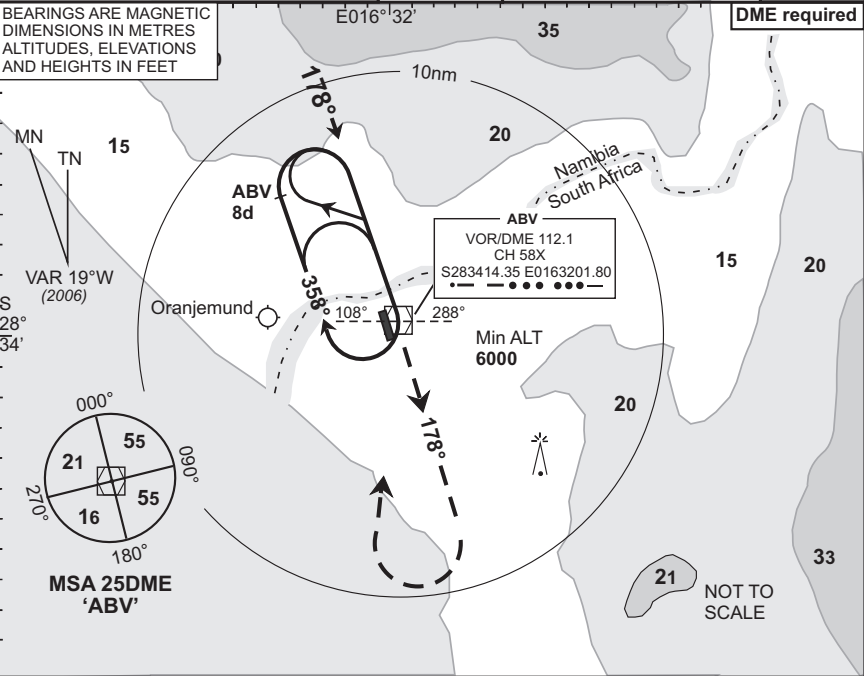 BEARINGS ARE MAGNETIC
DIMENSIONS IN METRES
ALTITUDES, ELEVATIONS
AND HEIGHTS IN FEET
E016° 32'
35
DME required
10nm
178°
MN
TN
15
20
Namibia
South Africa
ABV
8d
ABV
VOR/DME 112.1
CH 58X
S283414.35 E0163201.80
15
20
VAR 19°W
(2006)
S
28°
34'
Oranjemund
358°
108°
288°
Min ALT
6000
20
178°
000°
55
21
090°
55
270°
16
180°
MSA 25DME
'ABV'
33
21
NOT TO
SCALE